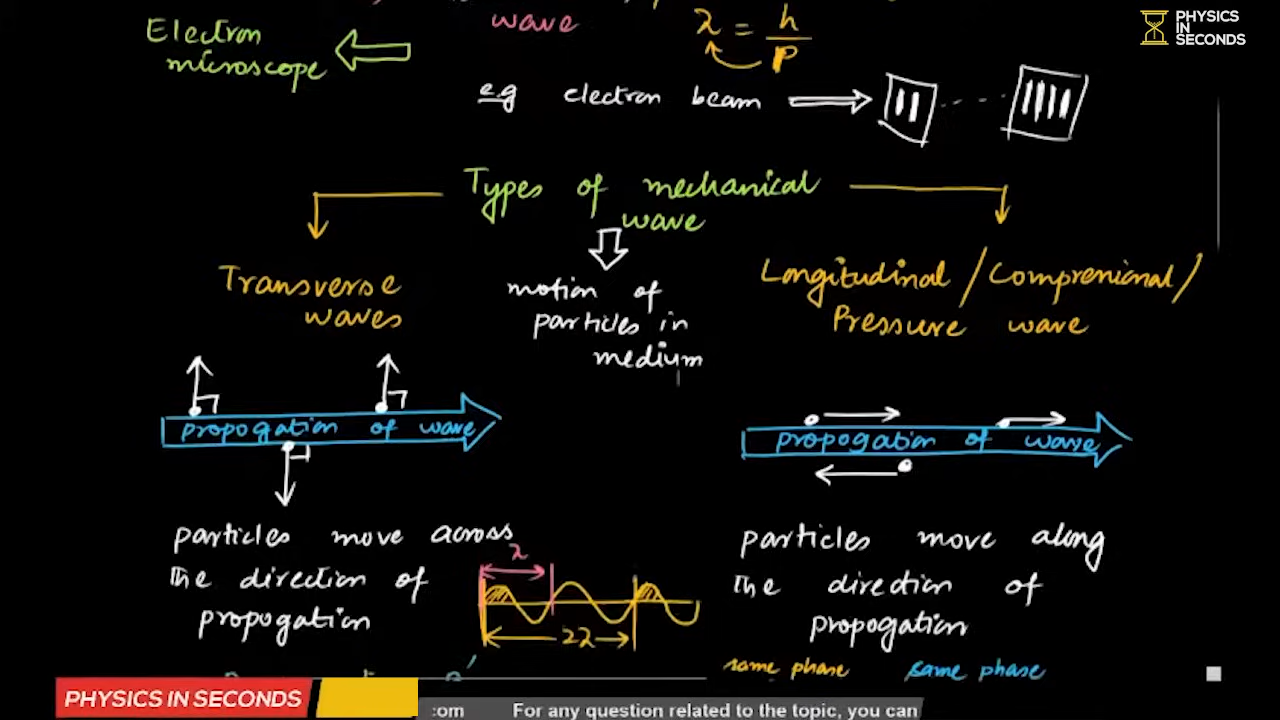 Electron
microscope
wave
λ = h
p
PHYSICS
IN
SECONDS
e.g electron beam
Types of mechanical
wave
Transverse
waves
motion of
particles in
medium
Longitudinal / Comprenional /
Pressure wave
propogation of wave
propogation of wave
particles move across
the direction of
propogation
λ
2λ
particles move along
the direction of
propogation
same phase same phase
PHYSICS IN SECONDS
:com For any question related to the topic, you can